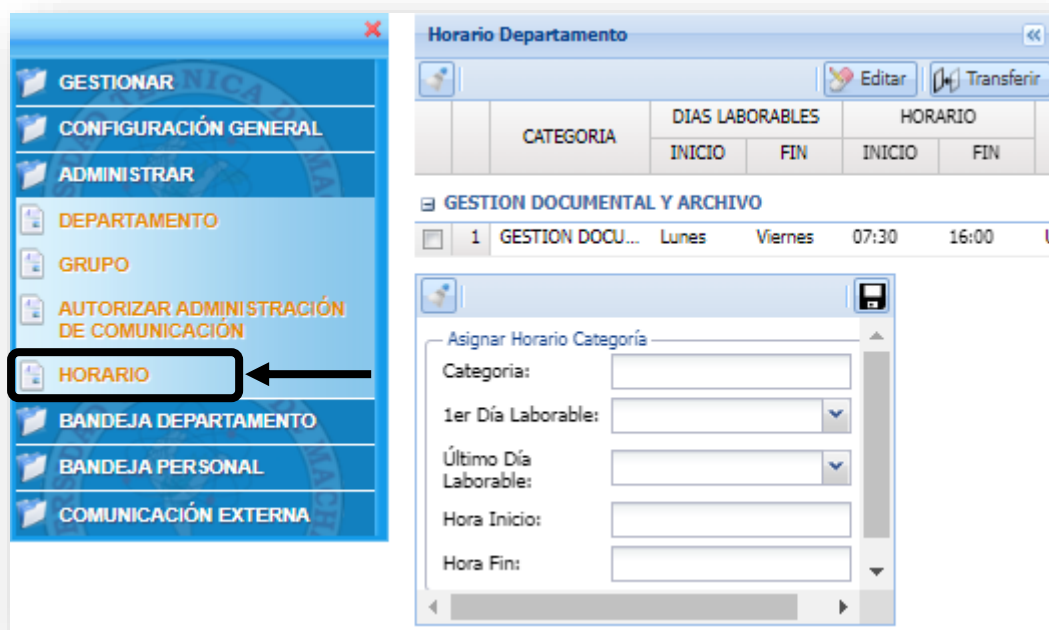 GESTIONAR
CONFIGURACIÓN GENERAL
ADMINISTRAR
DEPARTAMENTO
GRUPO
AUTORIZAR ADMINISTRACIÓN
DE COMUNICACIÓN
HORARIO
BANDEJA DEPARTAMENTO
BANDEJA PERSONAL
COMUNICACIÓN EXTERNA
Horario Departamento
Editar Transferir
CATEGORIA DIAS LABORABLES HORARIO
INICIO FIN INICIO FIN
GESTION DOCUMENTAL Y ARCHIVO
1 GESTION DOCU... Lunes Viernes 07:30 16:00
Asignar Horario Categoría
Categoria:
1er Día Laborable:
Último Día
Laborable:
Hora Inicio:
Hora Fin: